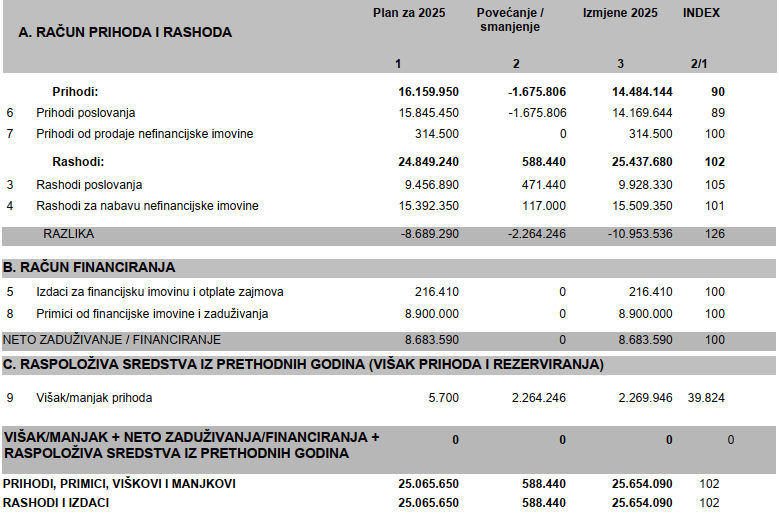 A. RAČUN PRIHODA I RASHODA Plan za 2025 Povećanje / smanjenje Izmjene 2025 INDEX
1 2 3 2/1
Prihodi: 16.159.950 -1.675.806 14.484.144 90
6 Prihodi poslovanja 15.845.450 -1.675.806 14.169.644 89
7 Prihodi od prodaje nefinancijske imovine 314.500 0 314.500 100
Rashodi: 24.849.240 588.440 25.437.680 102
3 Rashodi poslovanja 9.456.890 471.440 9.928.330 105
4 Rashodi za nabavu nefinancijske imovine 15.392.350 117.000 15.509.350 101
RAZLIKA -8.689.290 -2.264.246 -10.953.536 126
B. RAČUN FINANCIRANJA
5 Izdaci za financijsku imovinu i otplate zajmova 216.410 0 216.410 100
8 Primici od financijske imovine i zaduživanja 8.900.000 0 8.900.000 100
NETO ZADUŽIVANJE / FINANCIRANJE 8.683.590 0 8.683.590 100
C. RASPOLOŽIVA SREDSTVA IZ PRETHODNIH GODINA (VIŠAK PRIHODA I REZERVIRANJA)
9 Višak/manjak prihoda 5.700 2.264.246 2.269.946 39.824
VIŠAK/MANJAK + NETO ZADUŽIVANJA/FINANCIRANJA + 0 0 0 0
RASPOLOŽIVA SREDSTVA IZ PRETHODNIH GODINA
PRIHODI, PRIMICI, VIŠKOVI I MANJKOVI 25.065.650 588.440 25.654.090 102
RASHODI I IZDACI 25.065.650 588.440 25.654.090 102